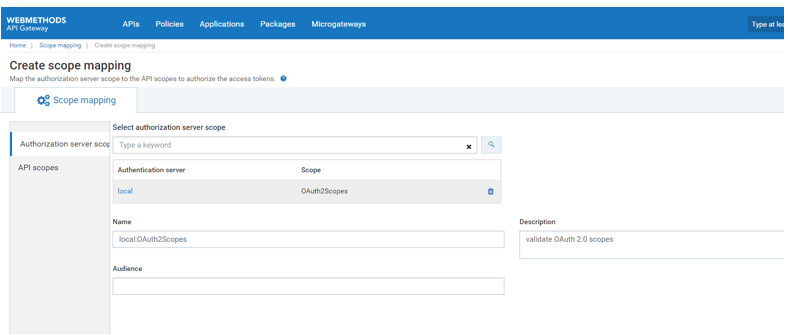 WEBMETHODS
API Gateway
APIs Policies Applications Packages Microgateways
Type at lea
Home Scope mapping Create scope mapping
Create scope mapping
Map the authorization server scope to the API scopes to authorize the access tokens.
Scope mapping
Authorization server scop
API scopes
Select authorization server scope
Type a keyword
Authentication server Scope
local OAuth2Scopes
Name
local:OAuth2Scopes
Description
validate OAuth 2.0 scopes
Audience